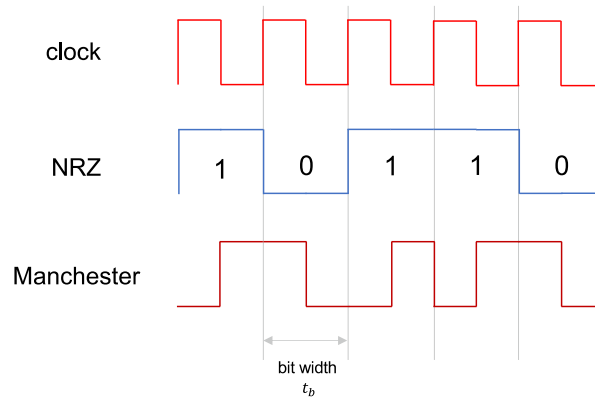 clock
NRZ
1 0 1 1 0
Manchester
bit width
t_b